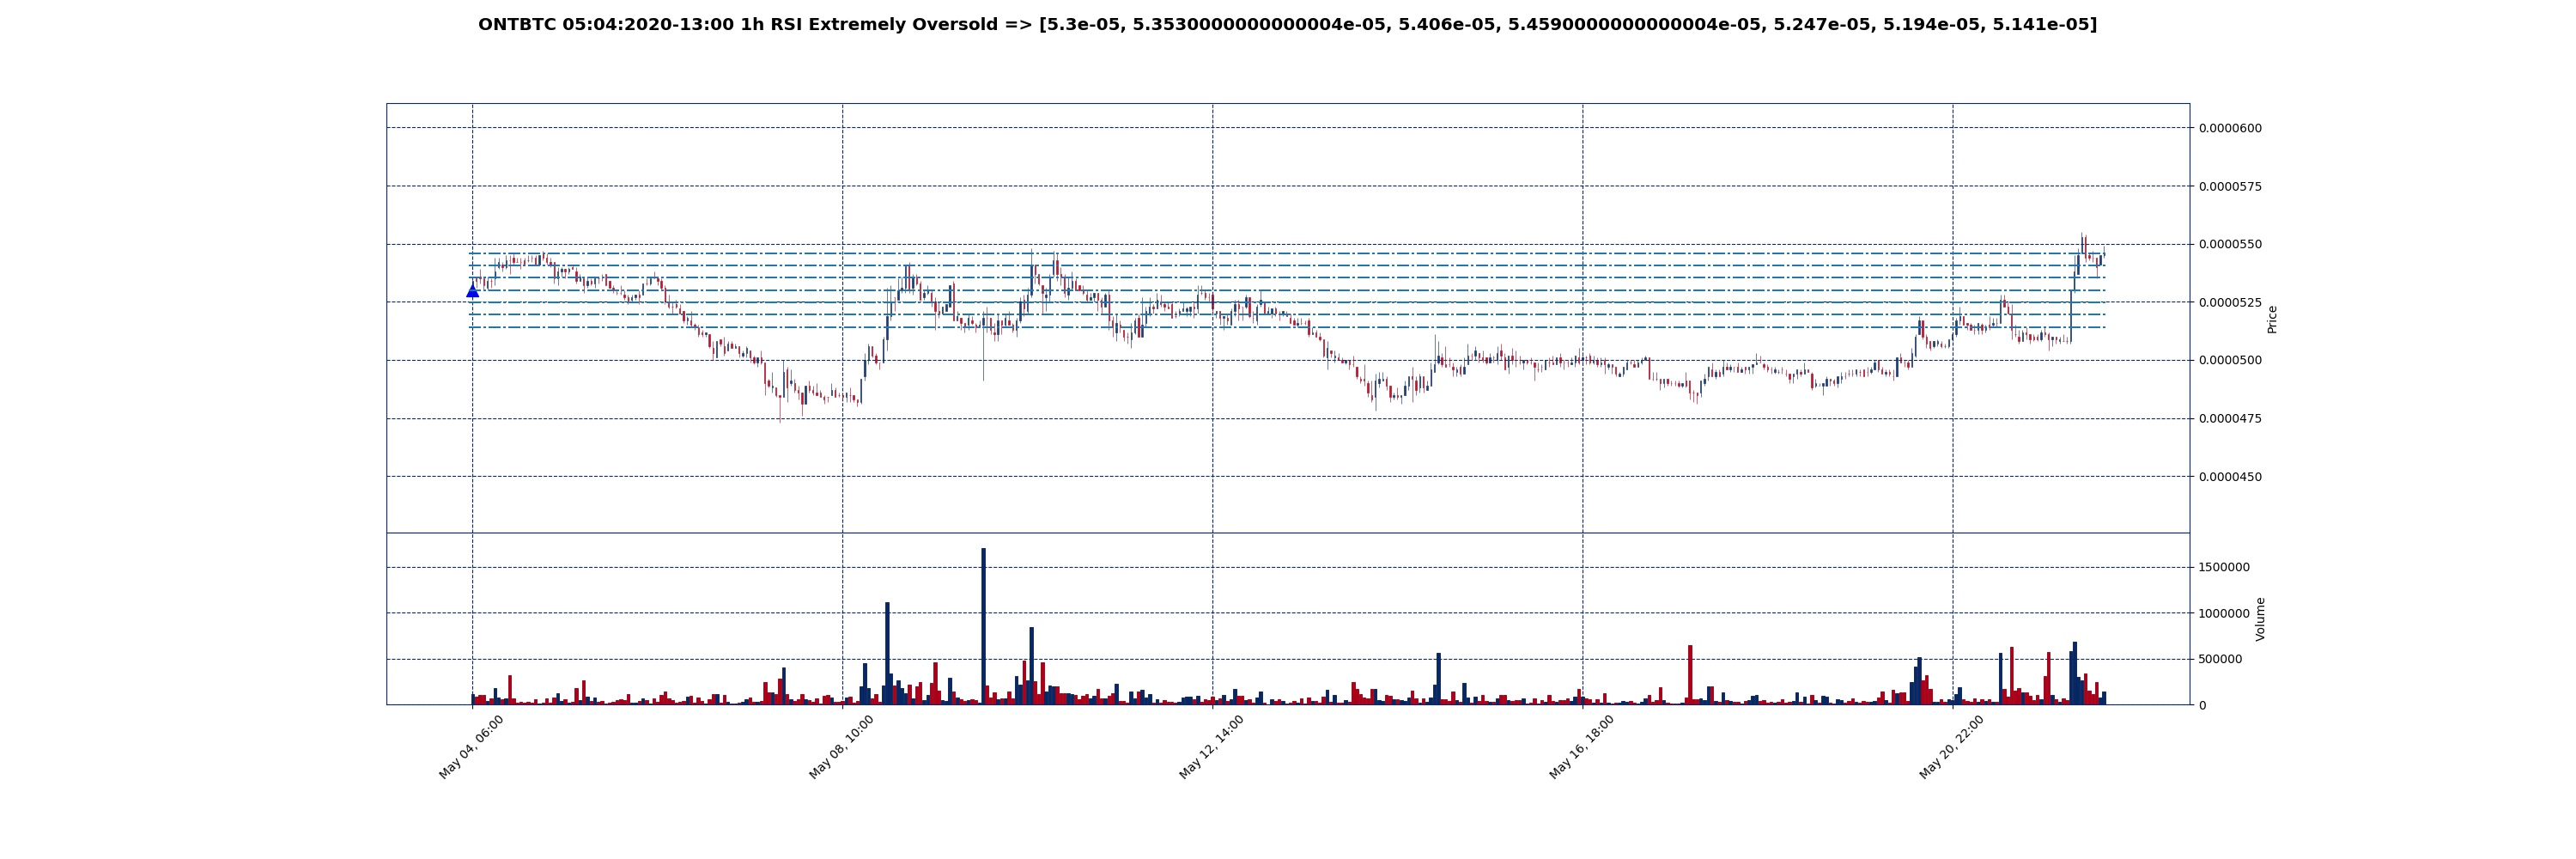 ONTBTC 05:04:2020-13:00 1h RSI Extremely Oversold => [5.3e-05, 5.3530000000000004e-05, 5.406e-05, 5.4590000000000004e-05, 5.247e-05, 5.194e-05, 5.141e-05]
0.0000600
0.0000575
0.0000550
0.0000525
0.0000500
0.0000475
0.0000450
Price
1500000
1000000
500000
0
Volume
May 04, 06:00
May 08, 10:00
May 12, 14:00
May 16, 18:00
May 20, 22:00